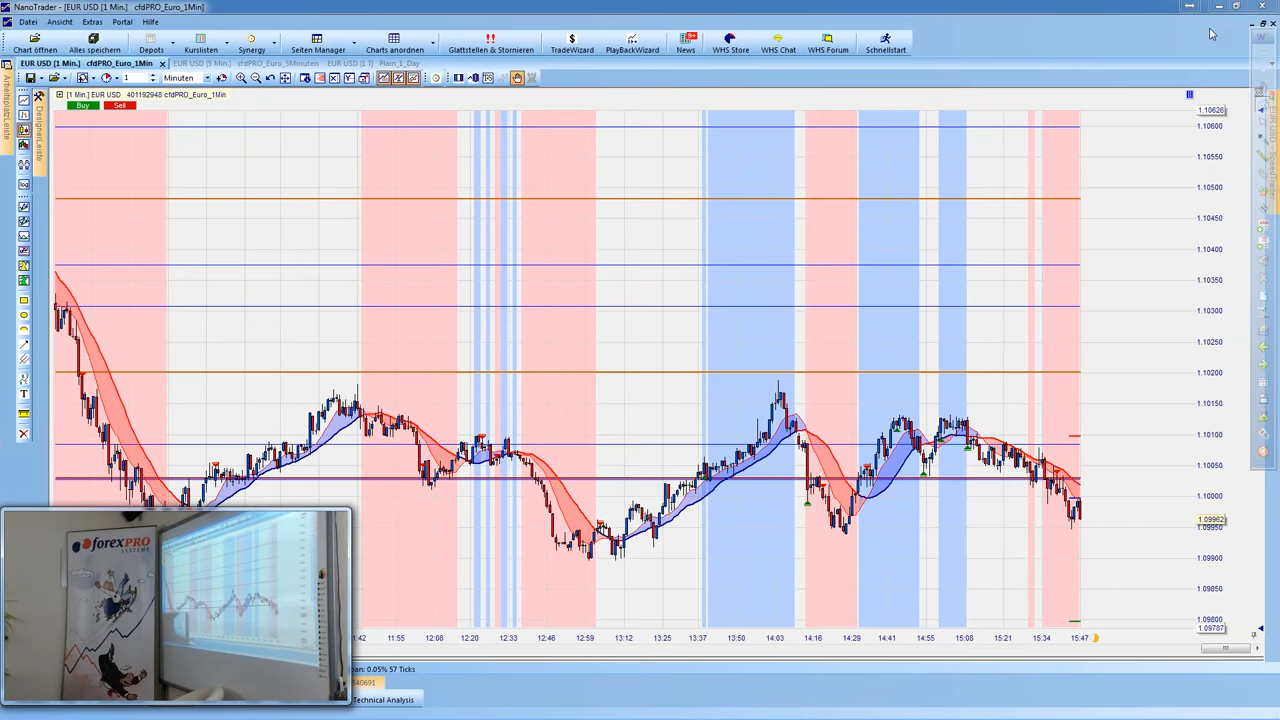 NanoTrader - [EUR USD [1 Min.] cfdPRO_Euro_1Min]
Datei Ansicht Extras Portal Hilfe
Chart öffnen Alles speichern Depots Kurslisten Synergy Seiten Manager Charts anordnen Glattstellen & Stornieren TradeWizard PlayBackWizard News 9+ WHS Store WHS Chat WHS Forum Schnellstart
EUR USD [1 Min.] cfdPRO_Euro_1Min EUR USD [5 Min.] cfdPRO_Euro_5Minuten EUR USD [1 T] Plain_1_Day
1 Minuten
ArbeitsplatzLeiste
DesignerLeiste
[1 Min.] EUR USD 401192948 cfdPRO_Euro_1Min
Buy Sell
log
T
1.10626
1.10600
1.10550
1.10500
1.10450
1.10400
1.10350
1.10300
1.10250
1.10200
1.10150
1.10100
1.10050
1.10000
1.09962
1.09950
1.09900
1.09850
1.09800
1.09787
11:55 12:08 12:20 12:33 12:46 12:59 13:12 13:25 13:37 13:50 14:03 14:16 14:29 14:41 14:55 15:08 15:21 15:34 15:47
0.05% 57 Ticks
540691
Technical Analysis
forexPRO
SYSTEME